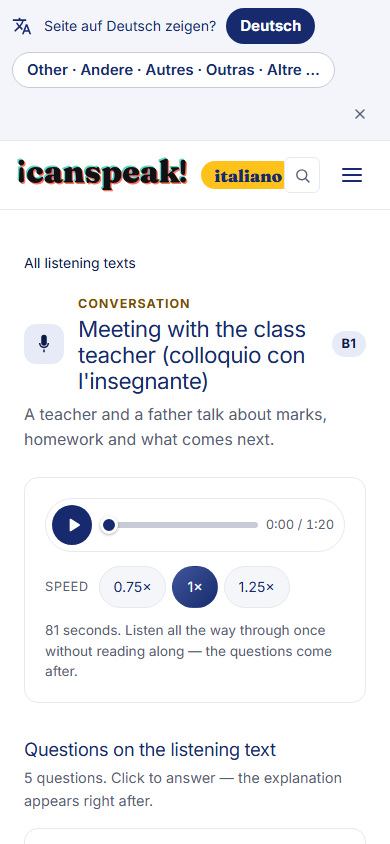 Seite auf Deutsch zeigen? Deutsch
Other · Andere · Autres · Outras · Altre ...
icanspeak! italiano
All listening texts
CONVERSATION
Meeting with the class
teacher (colloquio con
l'insegnante)
B1
A teacher and a father talk about marks,
homework and what comes next.
0:00 / 1:20
SPEED 0.75× 1× 1.25×
81 seconds. Listen all the way through once
without reading along — the questions come
after.
Questions on the listening text
5 questions. Click to answer — the explanation
appears right after.